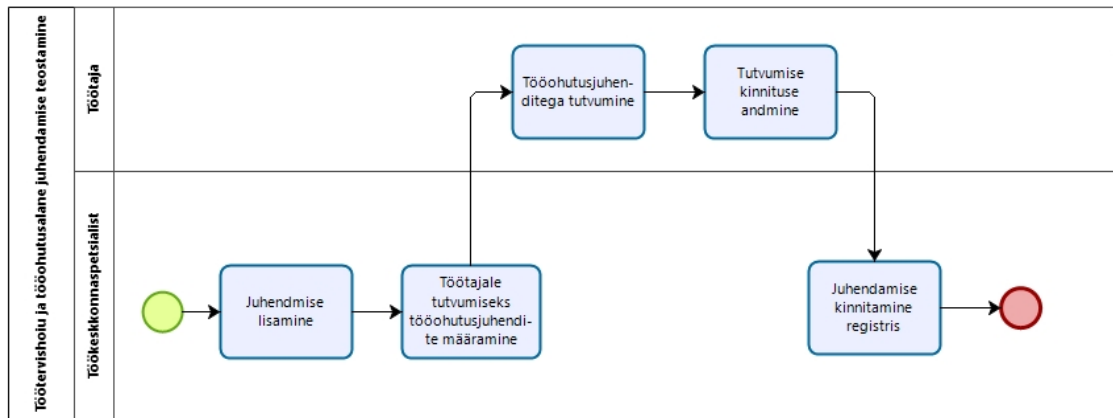 Töötervishoiu ja tööohutusalane juhendamise teostamine
Töötaja
Tööohutusjuhen-
ditega tutvumine
Tutvumise
kinnituse
andmine
Töökeskkonnaspetsialist
Juhendmise
lisamine
Töötajale
tutvumiseks
tööohutusjuhendi-
te määramine
Juhendamise
kinnitamine
registris